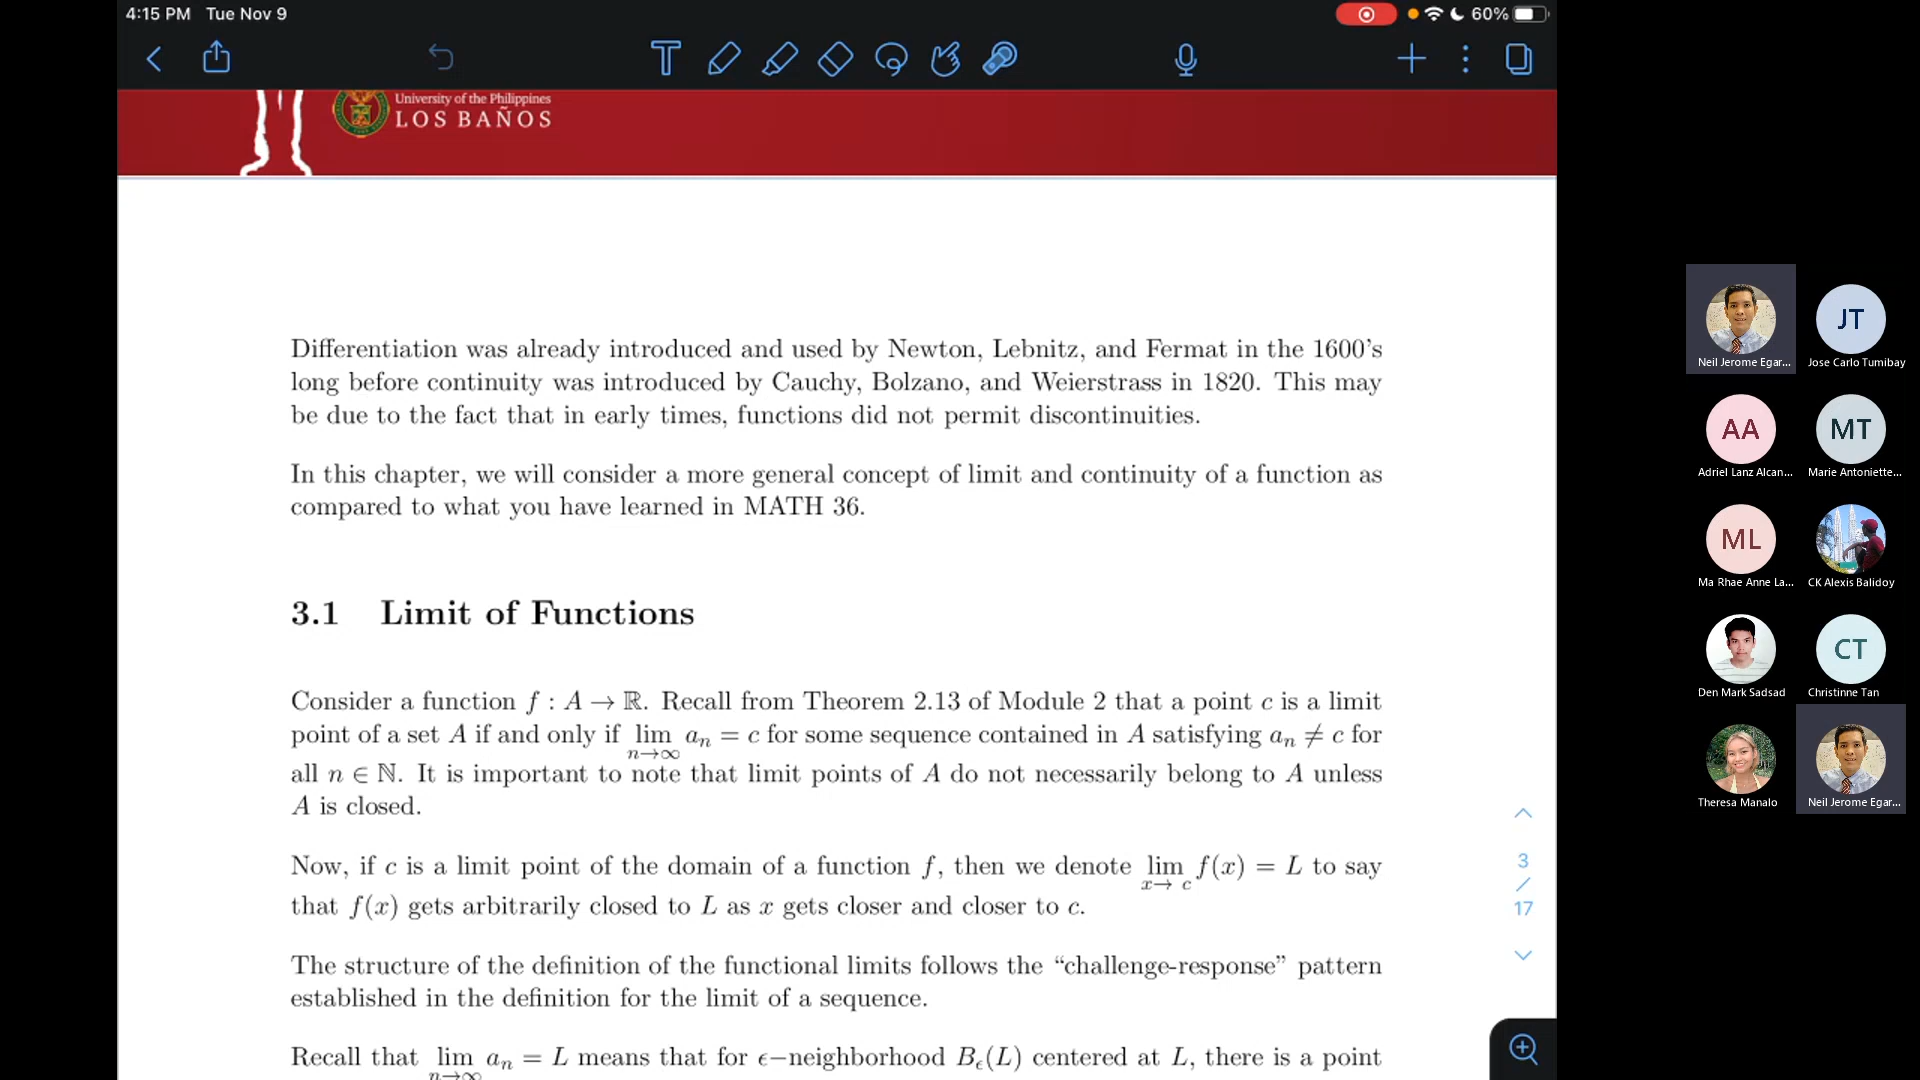 4:15 PM Tue Nov 9
60%
University of the Philippines
LOS BAÑOS
Differentiation was already introduced and used by Newton, Lebnitz, and Fermat in the 1600's
long before continuity was introduced by Cauchy, Bolzano, and Weierstrass in 1820. This may
be due to the fact that in early times, functions did not permit discontinuities.
In this chapter, we will consider a more general concept of limit and continuity of a function as
compared to what you have learned in MATH 36.
3.1 Limit of Functions
Consider a function f : A → ℝ. Recall from Theorem 2.13 of Module 2 that a point c is a limit
point of a set A if and only if lim n→∞ aₙ = c for some sequence contained in A satisfying aₙ ≠ c for
all n ∈ ℕ. It is important to note that limit points of A do not necessarily belong to A unless
A is closed.
Now, if c is a limit point of the domain of a function f, then we denote lim x→ c f(x) = L to say
that f(x) gets arbitrarily closed to L as x gets closer and closer to c.
The structure of the definition of the functional limits follows the “challenge-response” pattern
established in the definition for the limit of a sequence.
Recall that lim n→∞ aₙ = L means that for ϵ−neighborhood Bϵ(L) centered at L, there is a point
3
/
17
Neil Jerome Egar...
JT
Jose Carlo Tumibay
AA
Adriel Lanz Alcan...
MT
Marie Antoniette...
ML
Ma Rhae Anne La...
CK Alexis Balidoy
Den Mark Sadsad
CT
Christinne Tan
Theresa Manalo
Neil Jerome Egar...